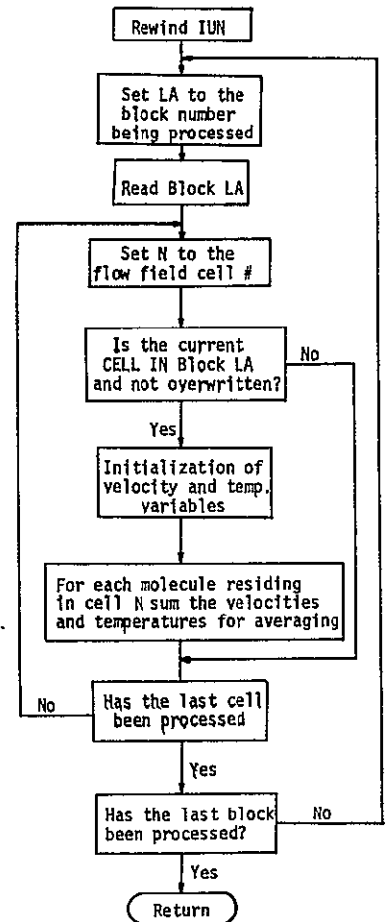 Rewind IUN
Set LA to the
block number
being processed
Read Block LA
Set N to the
flow field cell #
Is the current
CELL IN Block LA
and not overwritten?
No
Yes
Initialization of
velocity and temp.
variables
For each molecule residing
in cell N sum the velocities
and temperatures for averaging
No
Has the last cell
been processed
Yes
Has the last block
been processed?
No
Yes
Return